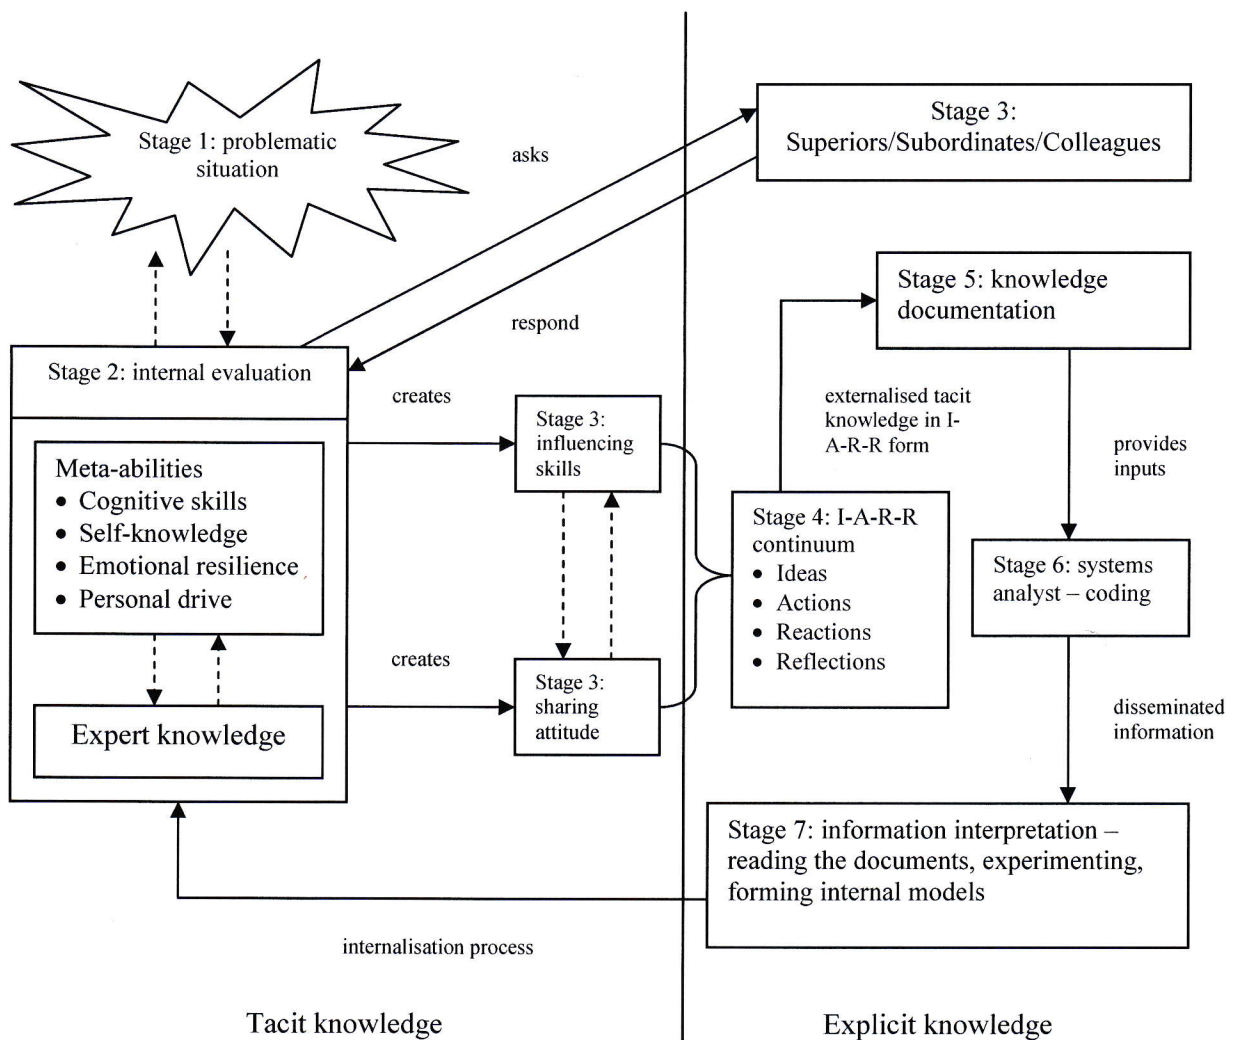 Stage 1: problematic
situation
asks
Stage 3:
Superiors/Subordinates/Colleagues
respond
Stage 2: internal evaluation
Meta-abilities
• Cognitive skills
• Self-knowledge
• Emotional resilience
• Personal drive
Expert knowledge
creates
Stage 3:
influencing
skills
creates
Stage 3:
sharing
attitude
Stage 4: I-A-R-R
continuum
• Ideas
• Actions
• Reactions
• Reflections
externalised tacit
knowledge in I-
A-R-R form
Stage 5: knowledge
documentation
provides
inputs
Stage 6: systems
analyst – coding
disseminated
information
Stage 7: information interpretation –
reading the documents, experimenting,
forming internal models
internalisation process
Tacit knowledge
Explicit knowledge